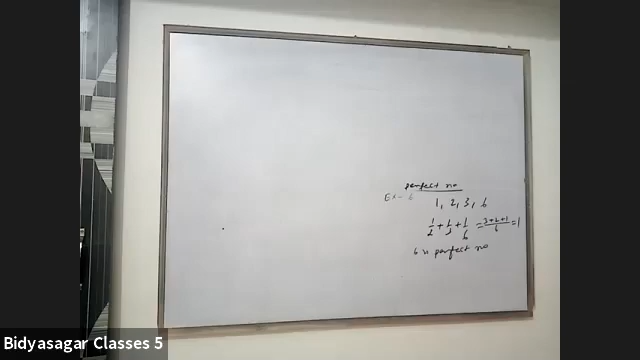 perfect no
Ex- 6
1, 2, 3, 6
1/2 + 1/3 + 1/6 = 3+2+1/6 = 1
6 is perfect no
Bidyasagar Classes 5